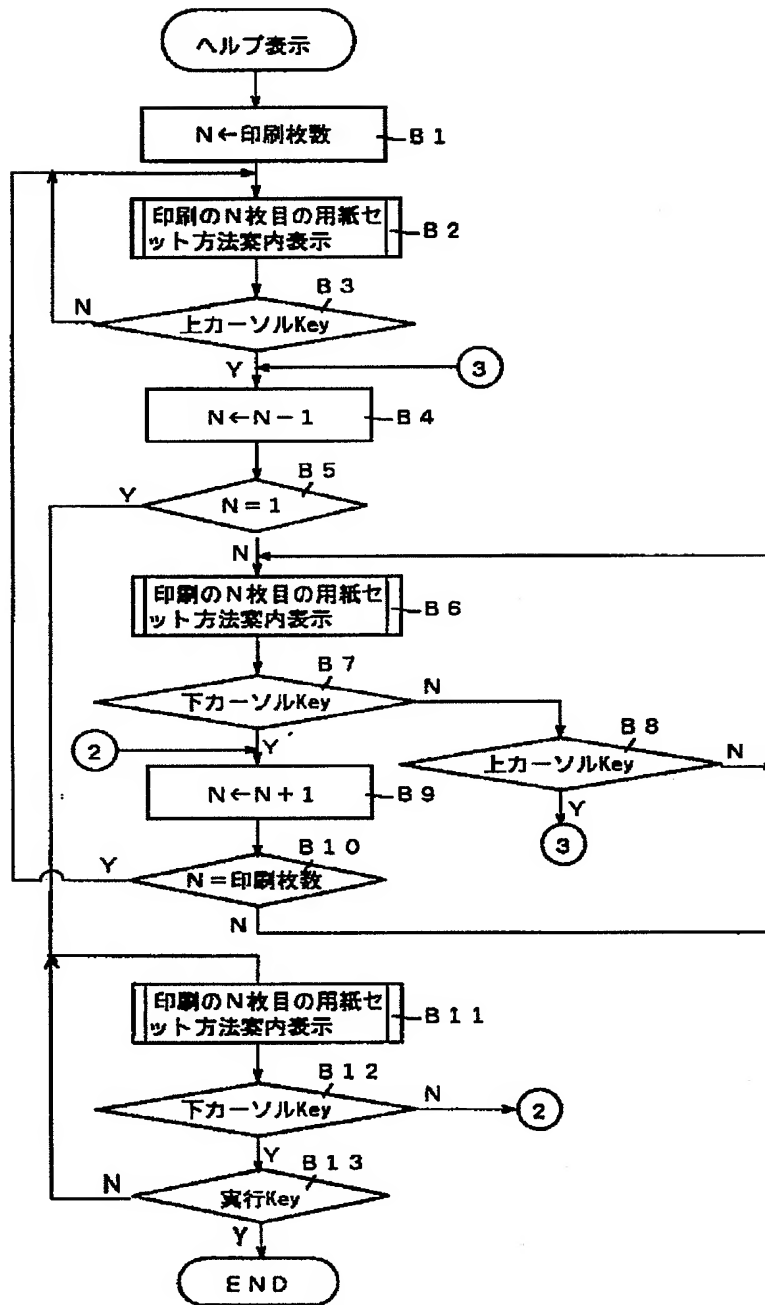 ヘルプ表示
N←印刷枚数
B1
印刷のN枚目の用紙セ
ット方法案内表示
B2
B3
N
上カーソルKey
Y
3
N←N-1
B4
B5
Y
N=1
N
印刷のN枚目の用紙セ
ット方法案内表示
B6
B7
下カーソルKey
N
B8
2
Y
上カーソルKey
N
N←N+1
B9
Y
3
B10
Y
N=印刷枚数
N
印刷のN枚目の用紙セ
ット方法案内表示
B11
B12
下カーソルKey
N
2
Y
B13
N
実行Key
Y
END